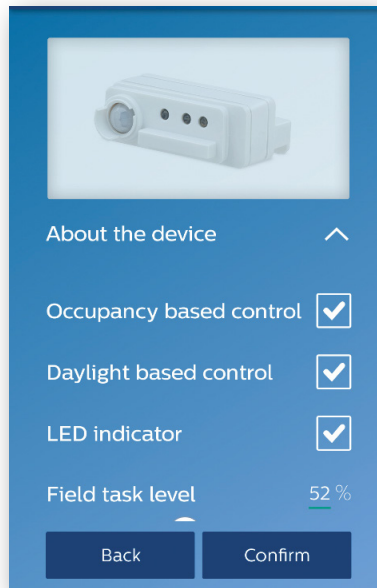 About the device
Occupancy based control
Daylight based control
LED indicator
Field task level 52 %
Back Confirm